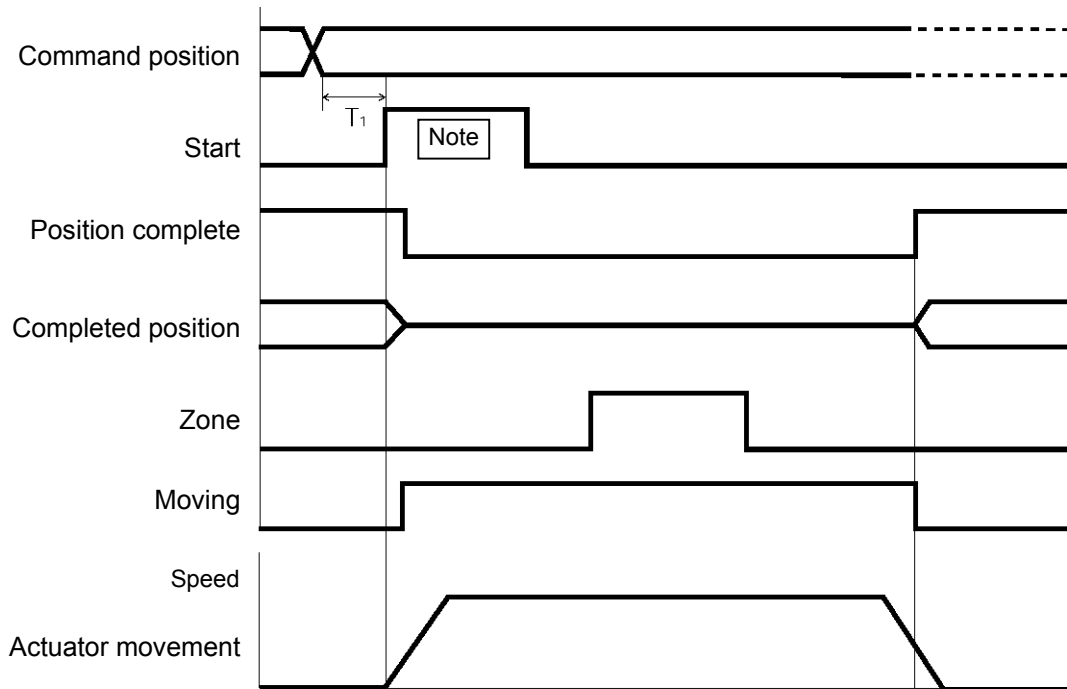 Command position
T₁
Start
Note
Position complete
Completed position
Zone
Moving
Speed
Actuator movement